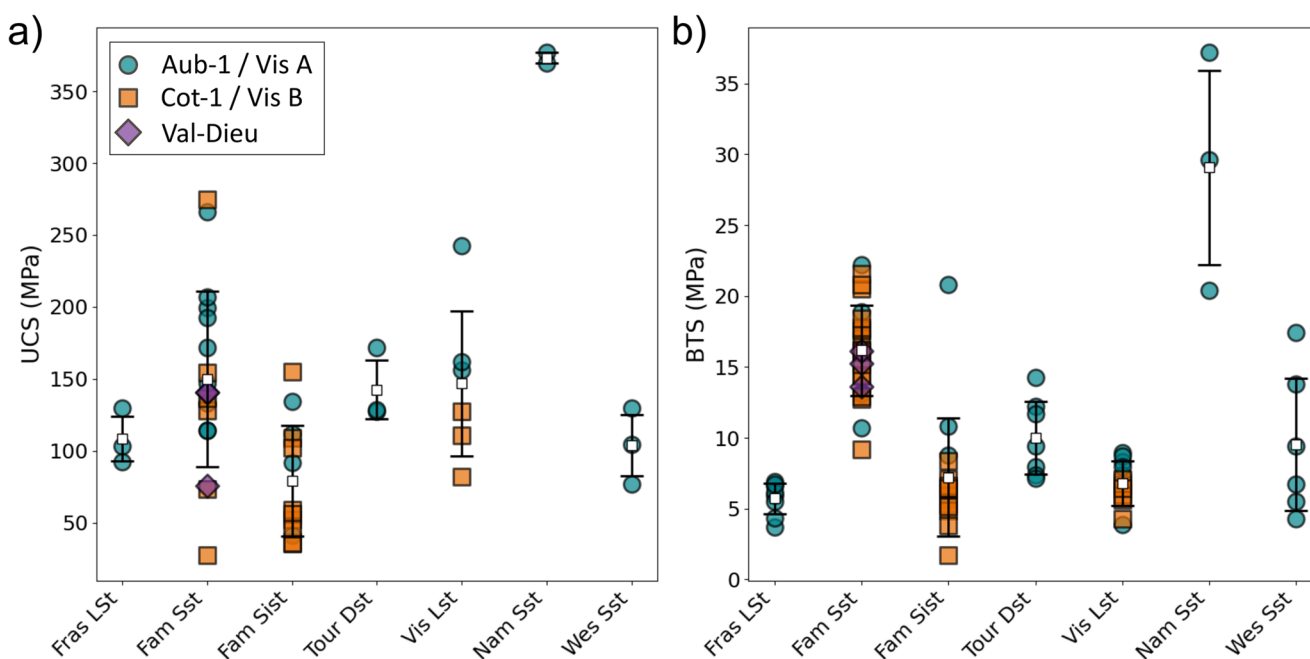 a)
Aub-1 / Vis A
Cot-1 / Vis B
Val-Dieu
UCS (MPa)
350
300
250
200
150
100
50
Fras LSt
Fam Sst
Fam Sist
Tour Dst
Vis Lst
Nam Sst
Wes Sst
b)
BTS (MPa)
35
30
25
20
15
10
5
0
Fras LSt
Fam Sst
Fam Sist
Tour Dst
Vis Lst
Nam Sst
Wes Sst